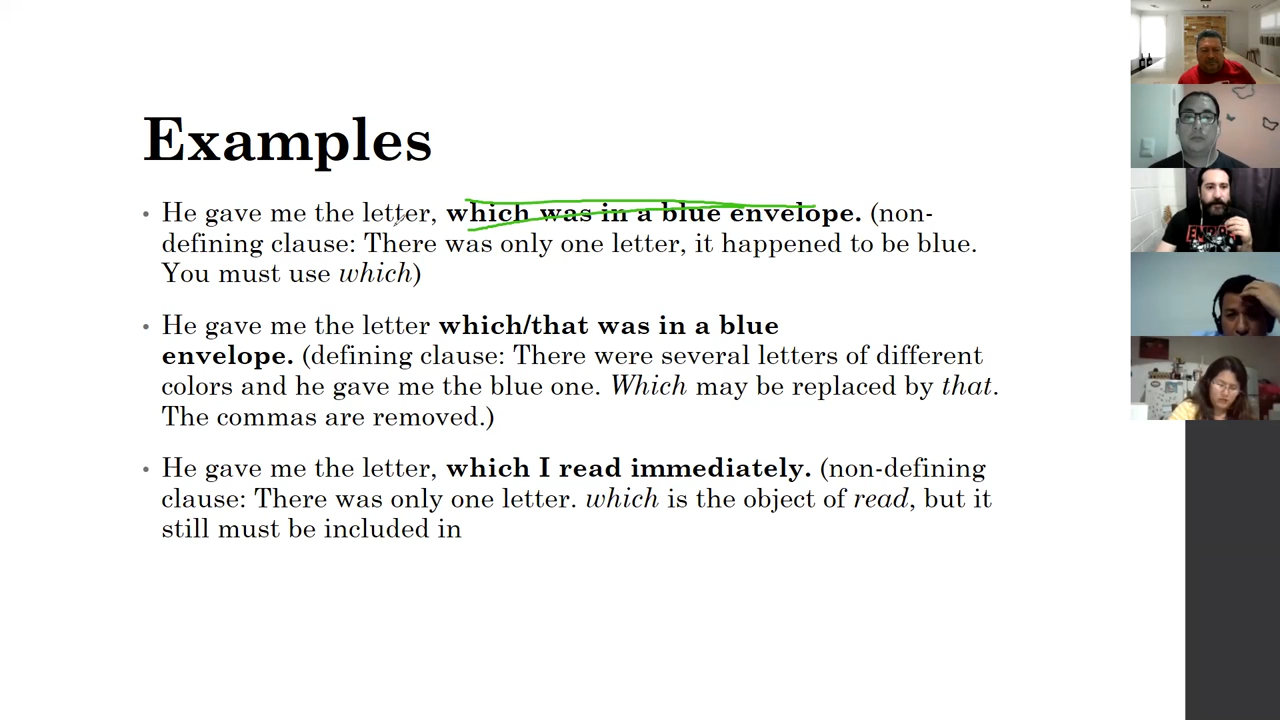 Examples
• He gave me the letter, which was in a blue envelope. (non-
defining clause: There was only one letter, it happened to be blue.
You must use which)
• He gave me the letter which/that was in a blue
envelope. (defining clause: There were several letters of different
colors and he gave me the blue one. Which may be replaced by that.
The commas are removed.)
• He gave me the letter, which I read immediately. (non-defining
clause: There was only one letter. which is the object of read, but it
still must be included in